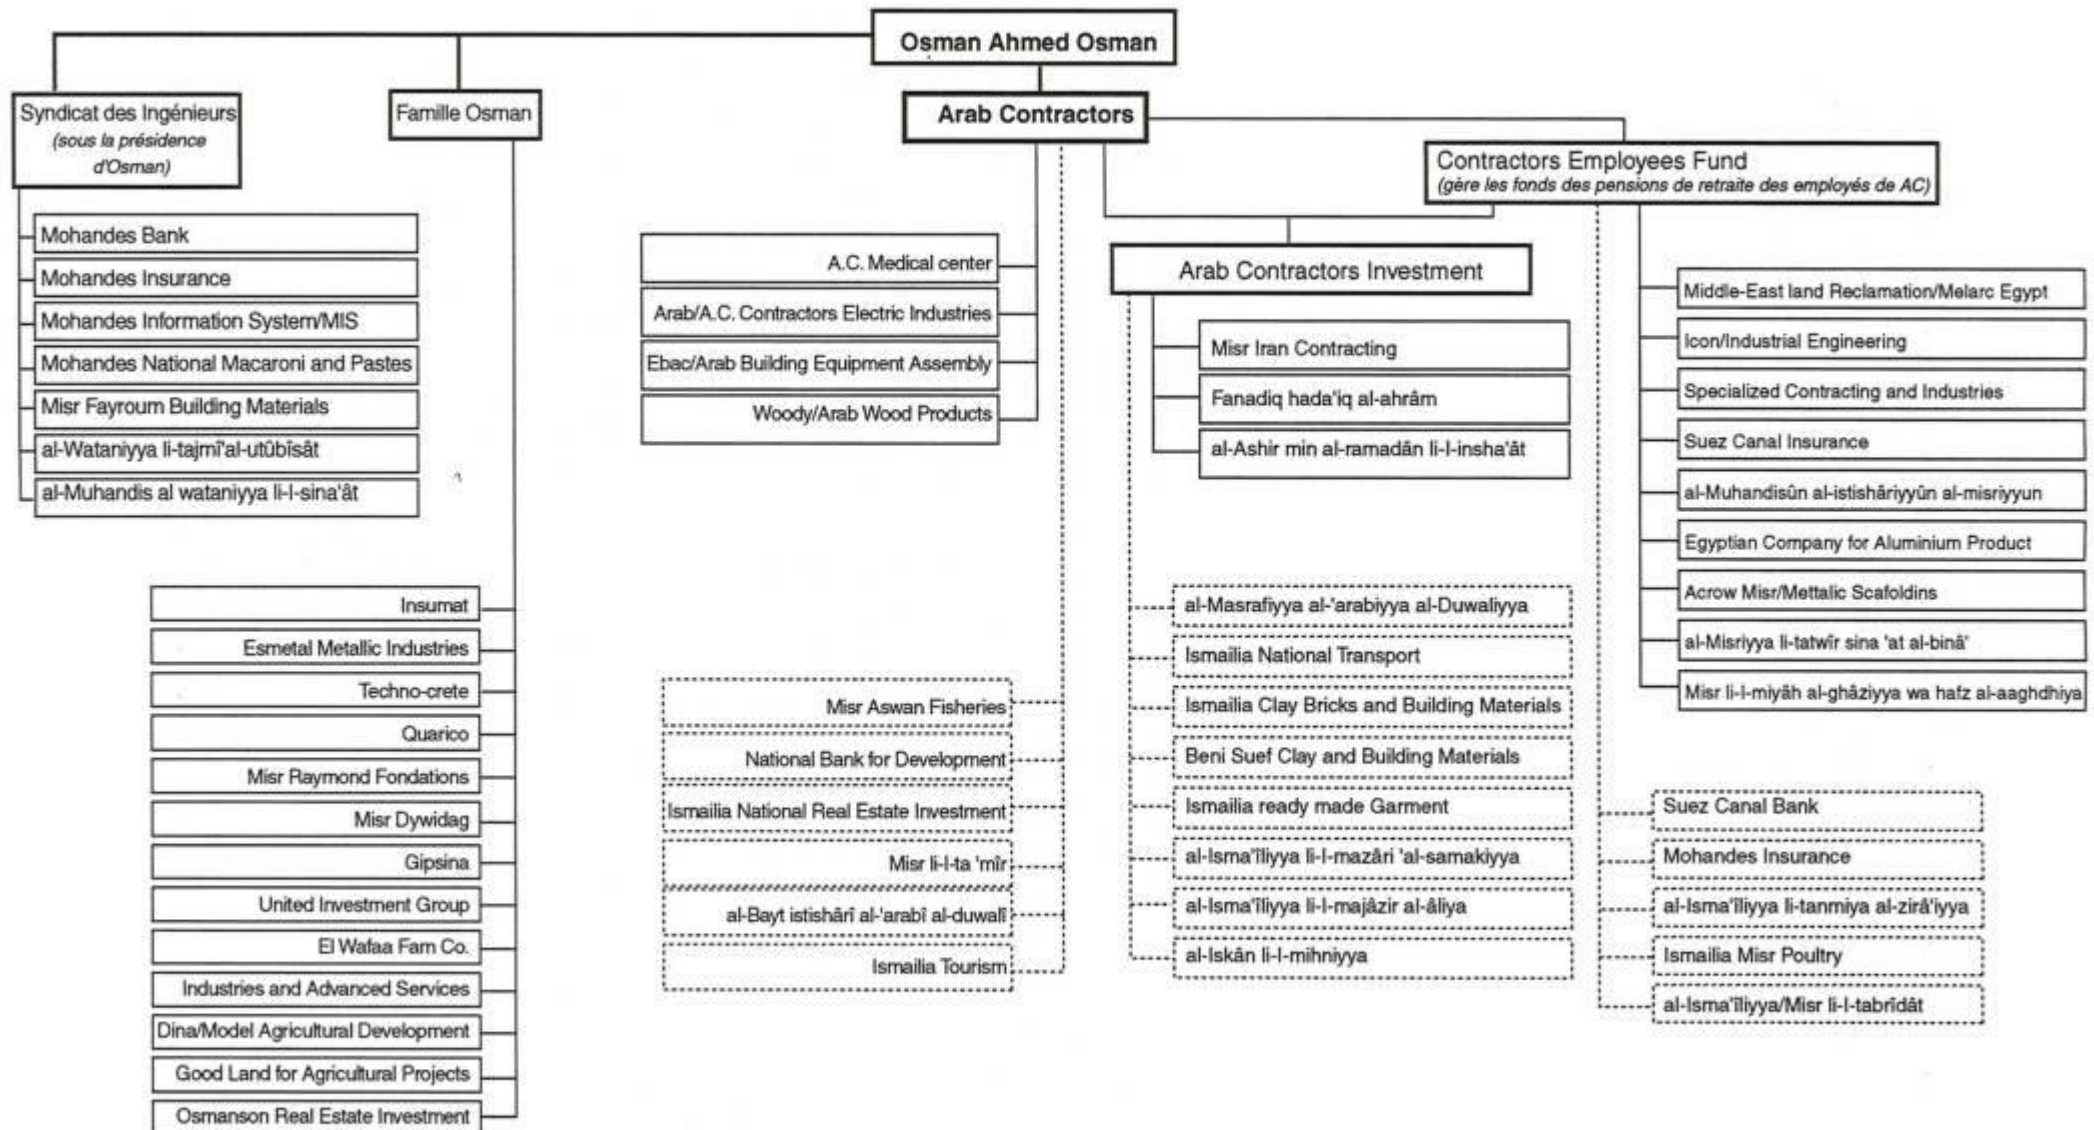 Osman Ahmed Osman
Syndicat des Ingénieurs
(sous la présidence
d'Osman)
Famille Osman
Arab Contractors
Contractors Employees Fund
(gère les fonds des pensions de retraite des employés de AC)
Mohandes Bank
Mohandes Insurance
Mohandes Information System/MIS
Mohandes National Macaroni and Pastes
Misr Fayroum Building Materials
al-Wataniyya li-tajmî'al-utûbîsât
al-Muhandis al wataniyya li-l-sina'ât
Insumat
Esmetal Metallic Industries
Techno-crete
Quarico
Misr Raymond Fondations
Misr Dywidag
Gipsina
United Investment Group
El Wafaa Fam Co.
Industries and Advanced Services
Dina/Model Agricultural Development
Good Land for Agricultural Projects
Osmanson Real Estate Investment
A.C. Medical center
Arab/A.C. Contractors Electric Industries
Ebac/Arab Building Equipment Assembly
Woody/Arab Wood Products
Misr Aswan Fisheries
National Bank for Development
Ismailia National Real Estate Investment
Misr li-l-ta 'mîr
al-Bayt istishârî al-'arabî al-duwalî
Ismailia Tourism
Arab Contractors Investment
Misr Iran Contracting
Fanadiq hada'iq al-ahrâm
al-Ashir min al-ramadân li-l-insha'ât
al-Masrafiyya al-'arabiyya al-Duwaliyya
Ismailia National Transport
Ismailia Clay Bricks and Building Materials
Beni Suef Clay and Building Materials
Ismailia ready made Garment
al-Isma'îliyya li-l-mazâri 'al-samakiyya
al-Isma'îliyya li-l-majâzir al-âliya
al-Iskân li-l-mihniyya
Middle-East land Reclamation/Melarc Egypt
Icon/Industrial Engineering
Specialized Contracting and Industries
Suez Canal Insurance
al-Muhandisûn al-istishâriyyûn al-misriyyun
Egyptian Company for Aluminium Product
Acrow Misr/Mettalic Scafoldins
al-Misriyya li-tatwîr sina 'at al-binâ'
Misr li-l-miyâh al-ghâziyya wa hafz al-aaghdhiya
Suez Canal Bank
Mohandes Insurance
al-Isma'îliyya li-tanmiya al-zirâ'iyya
Ismailia Misr Poultry
al-Isma'îliyya/Misr li-l-tabrîdât